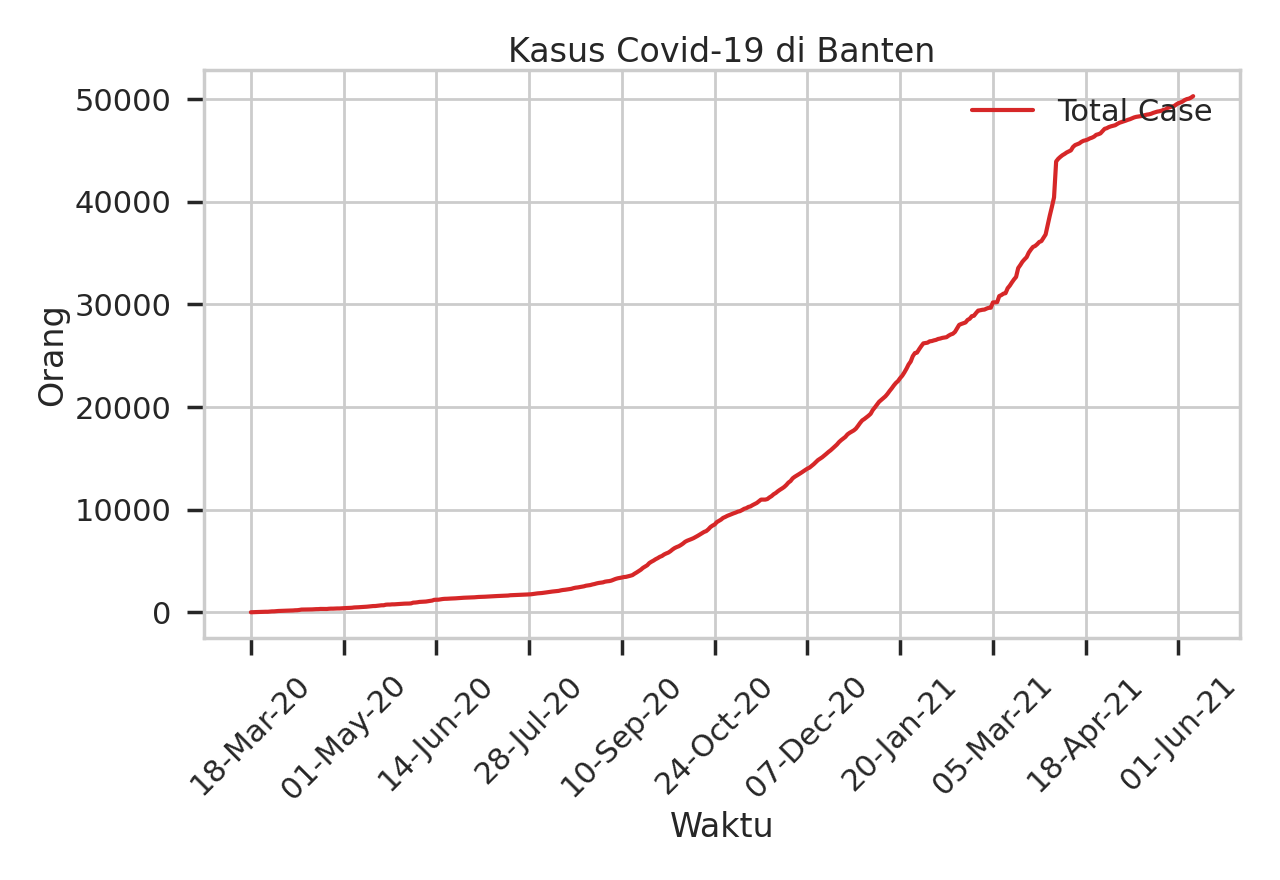 Kasus Covid-19 di Banten
Total Case
Orang
50000
40000
30000
20000
10000
0
18-Mar-20
01-May-20
14-Jun-20
28-Jul-20
10-Sep-20
24-Oct-20
07-Dec-20
20-Jan-21
05-Mar-21
18-Apr-21
01-Jun-21
Waktu